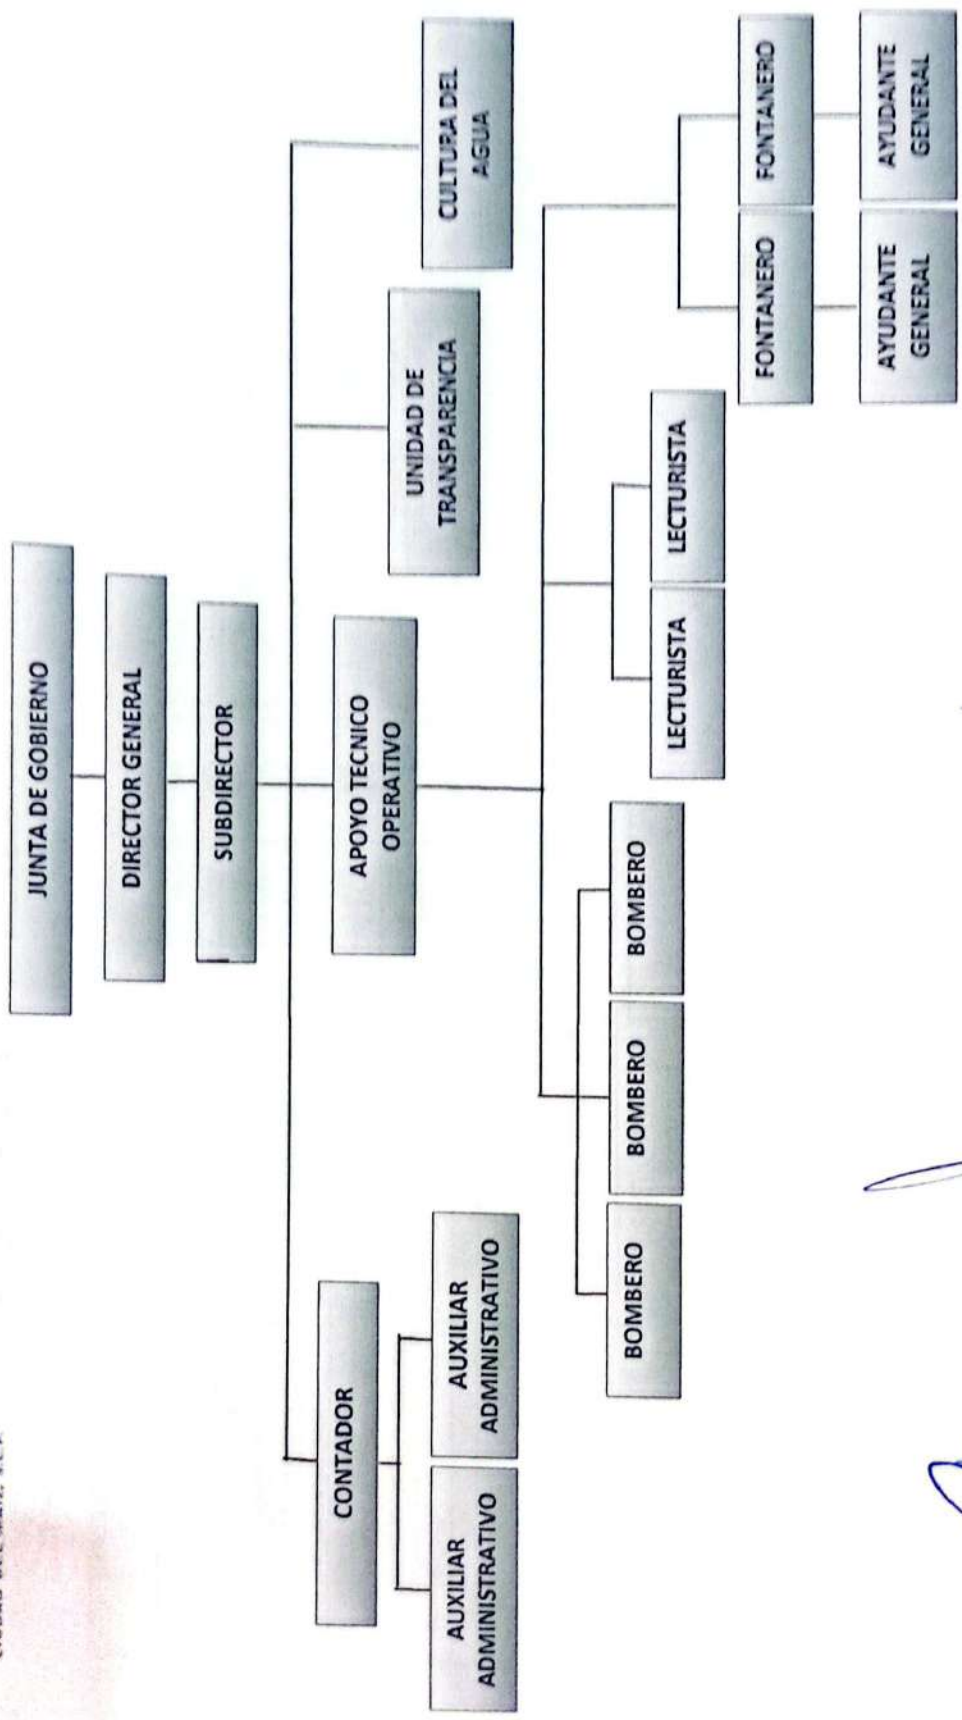 JUNTA DE GOBIERNO
DIRECTOR GENERAL
SUBDIRECTOR
CONTADOR
APOYO TECNICO
OPERATIVO
UNIDAD DE
TRANSPARENCIA
CULTURA DEL
AGUA
AUXILIAR
ADMINISTRATIVO
AUXILIAR
ADMINISTRATIVO
BOMBERO
BOMBERO
BOMBERO
LECTURISTA
LECTURISTA
FONTANERO
FONTANERO
AYUDANTE
GENERAL
AYUDANTE
GENERAL